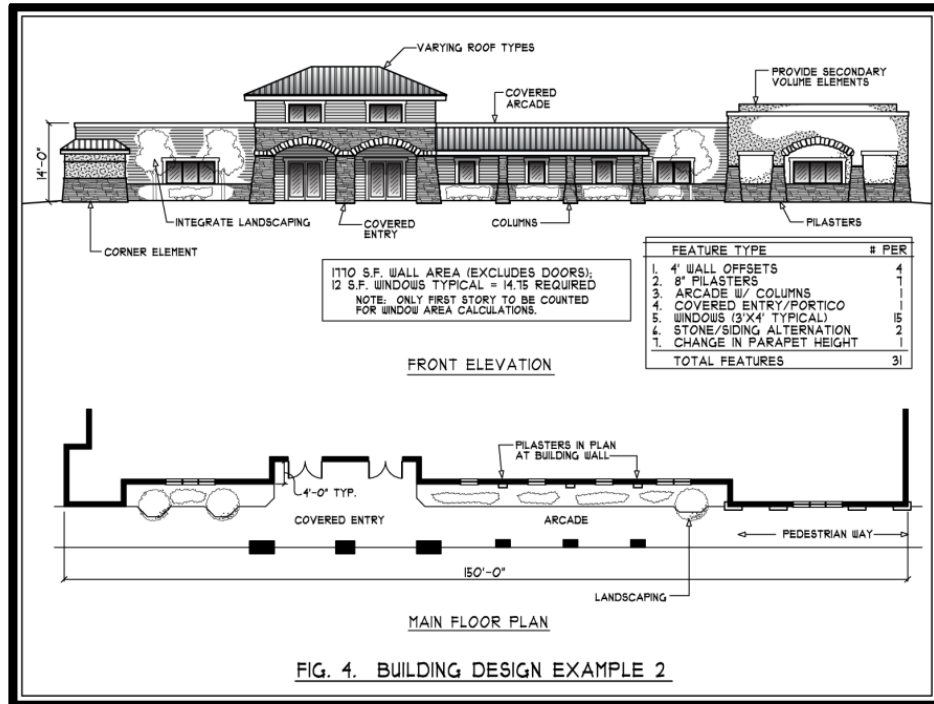 VARYING ROOF TYPES
PROVIDE SECONDARY
VOLUME ELEMENTS
COVERED
ARCADE
14'-0"
INTEGRATE LANDSCAPING
COVERED
ENTRY
COLUMNS
PILASTERS
CORNER ELEMENT
1770 S.F. WALL AREA (EXCLUDES DOORS);
12 S.F. WINDOWS TYPICAL = 14.75 REQUIRED
NOTE: ONLY FIRST STORY TO BE COUNTED
FOR WINDOW AREA CALCULATIONS.
FEATURE TYPE # PER
1. 4' WALL OFFSETS 4
2. 8" PILASTERS 7
3. ARCADE W/ COLUMNS 1
4. COVERED ENTRY/PORTICO 1
5. WINDOWS (3'X4' TYPICAL) 15
6. STONE/SIDING ALTERNATION 2
7. CHANGE IN PARAPET HEIGHT 1
TOTAL FEATURES 31
FRONT ELEVATION
PILASTERS IN PLAN
AT BUILDING WALL
4'-0" TYP.
COVERED ENTRY
ARCADE
PEDESTRIAN WAY
150'-0"
LANDSCAPING
MAIN FLOOR PLAN
FIG. 4. BUILDING DESIGN EXAMPLE 2